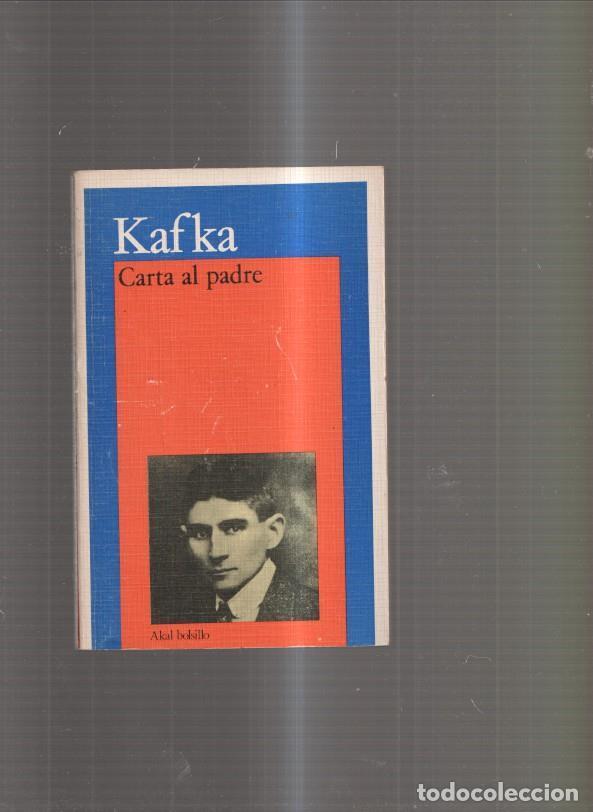 Kafka
Carta al padre
Akal bolsillo
todocoleccion